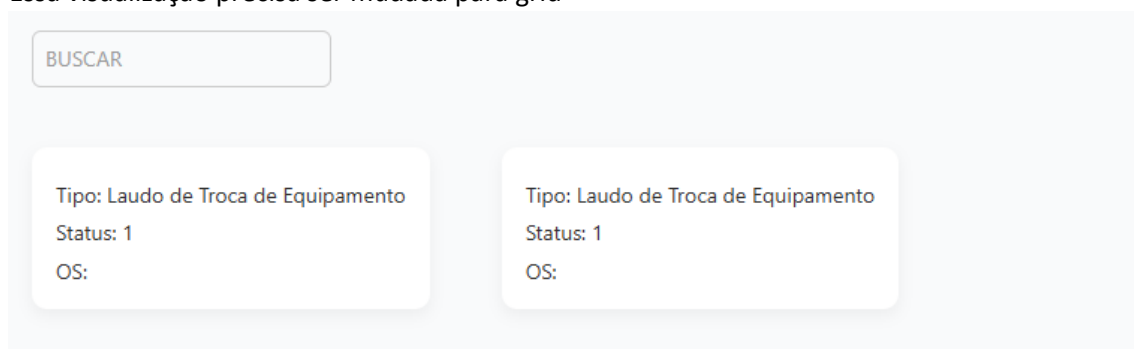 Essa visualização precisa ser mudada para grid
BUSCAR
Tipo: Laudo de Troca de Equipamento
Status: 1
OS:
Tipo: Laudo de Troca de Equipamento
Status: 1
OS: